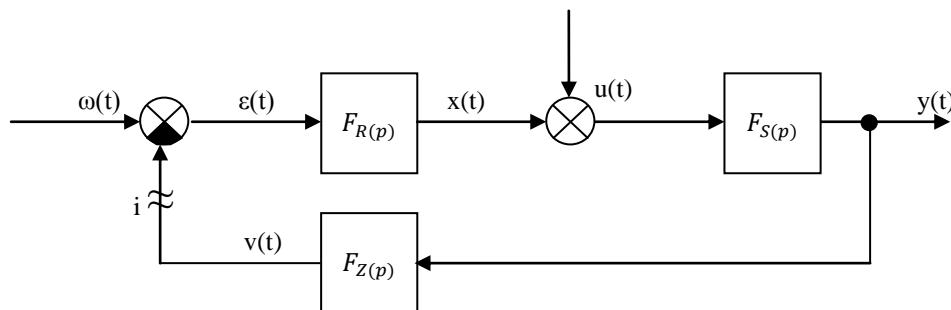 ω(t)
ε(t)
F_R(p)
x(t)
u(t)
F_S(p)
y(t)
i
v(t)
F_Z(p)